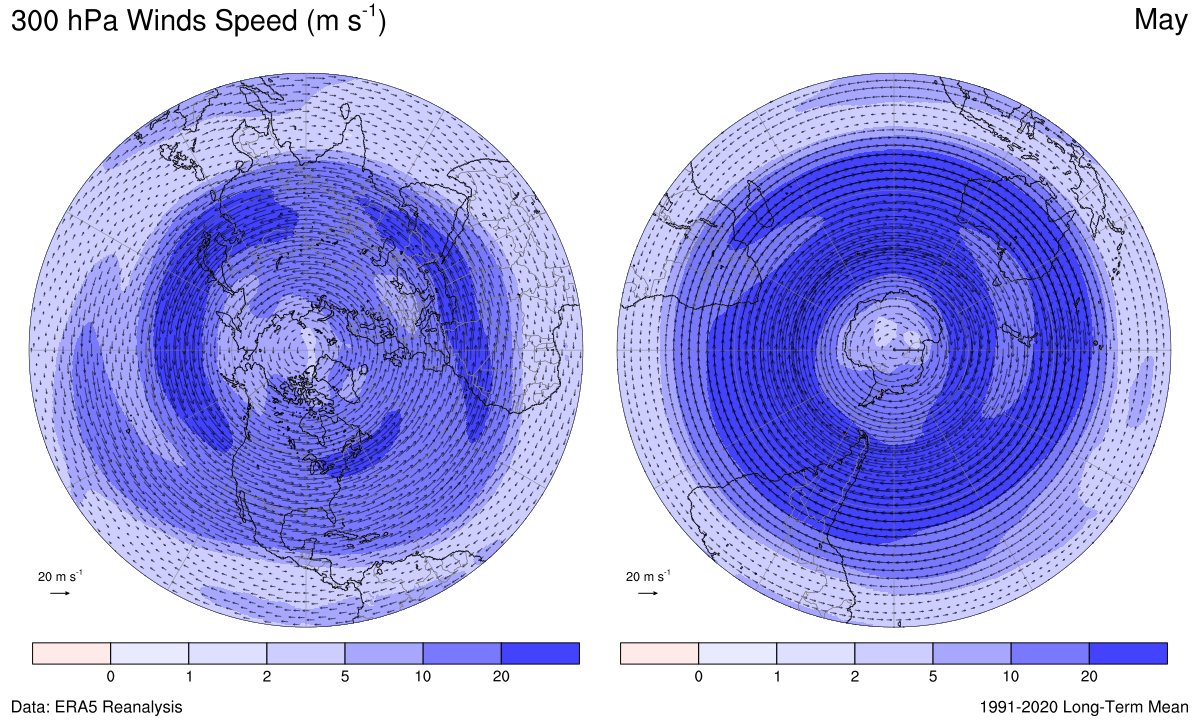 300 hPa Winds Speed (m s⁻¹)
May
20 m s⁻¹
20 m s⁻¹
0 1 2 5 10 20
0 1 2 5 10 20
Data: ERA5 Reanalysis
1991-2020 Long-Term Mean